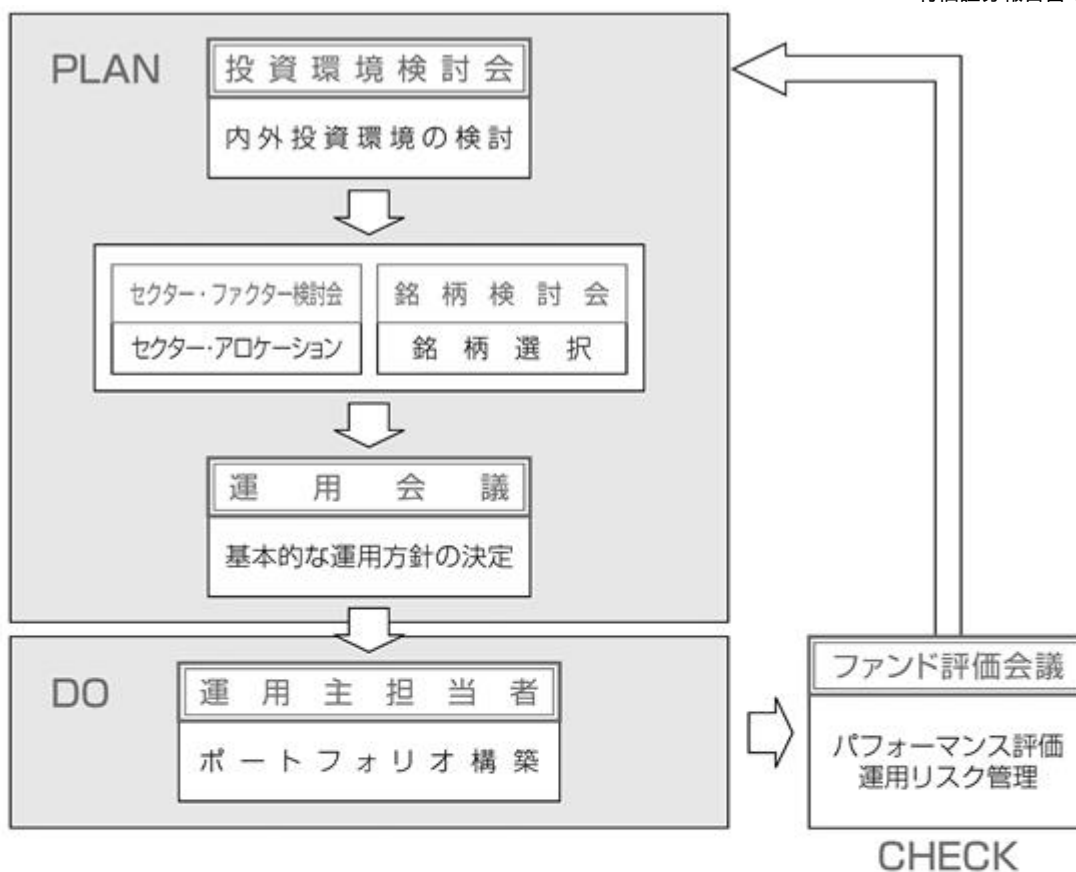 PLAN
投資環境検討会
内外投資環境の検討
セクター・ファクター検討会
セクター・アロケーション
銘柄検討会
銘柄選択
運用会議
基本的な運用方針の決定
DO
運用主担当者
ポートフォリオ構築
ファンド評価会議
パフォーマンス評価
運用リスク管理
CHECK